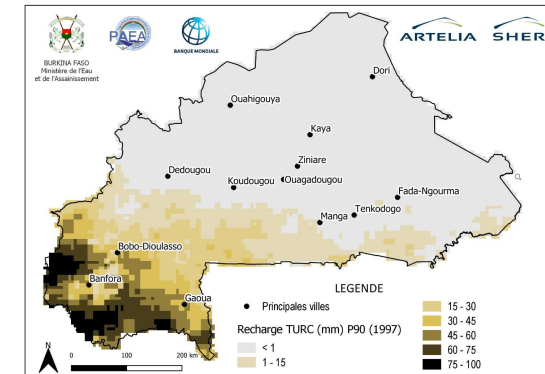 BURKINA FASO
Ministère de l'Eau
et de l'Assainissement
PAEA
BANQUE MONDIALE
ARTELIA
SHER
Dori
Ouahigouya
Kaya
Ziniare
Dedougou
Koudougou
Ouagadougou
Fada-Ngourma
Manga
Tenkodogo
Bobo-Dioulasso
Banfora
Gaoua
N
0 100 200 km
LEGENDE
Principales villes
Recharge TURC (mm) P90 (1997)
< 1
1 - 15
15 - 30
30 - 45
45 - 60
60 - 75
75 - 100